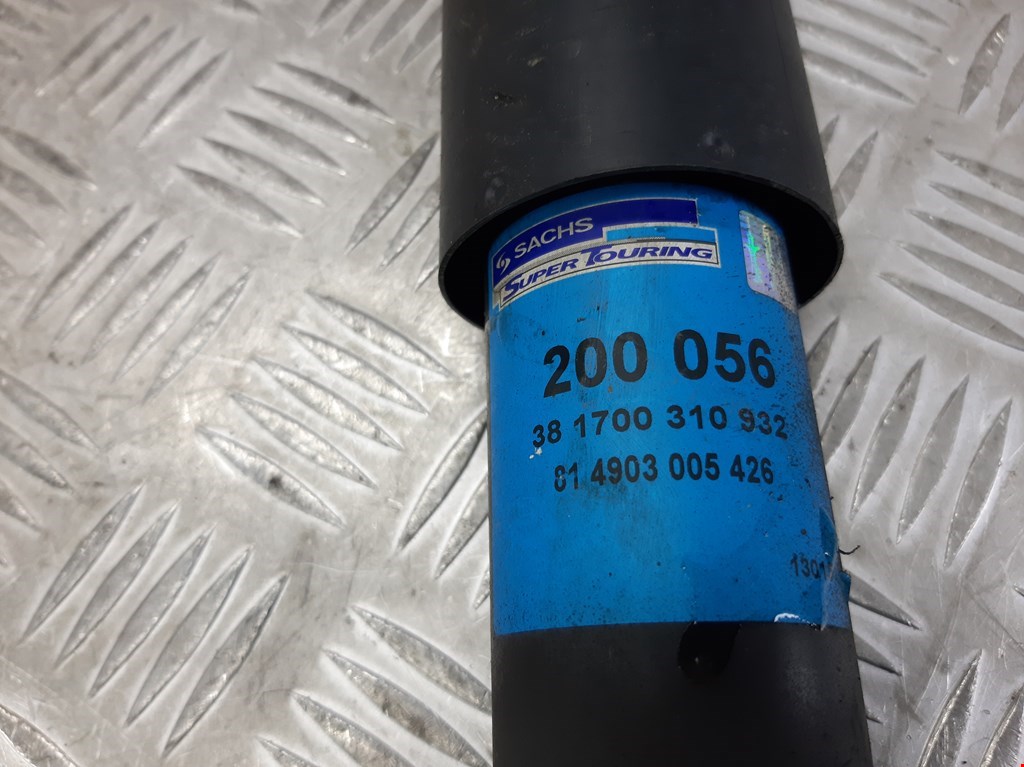 SACHS
SUPER TOURING
200 056
38 1700 310 932
81 4903 005 426